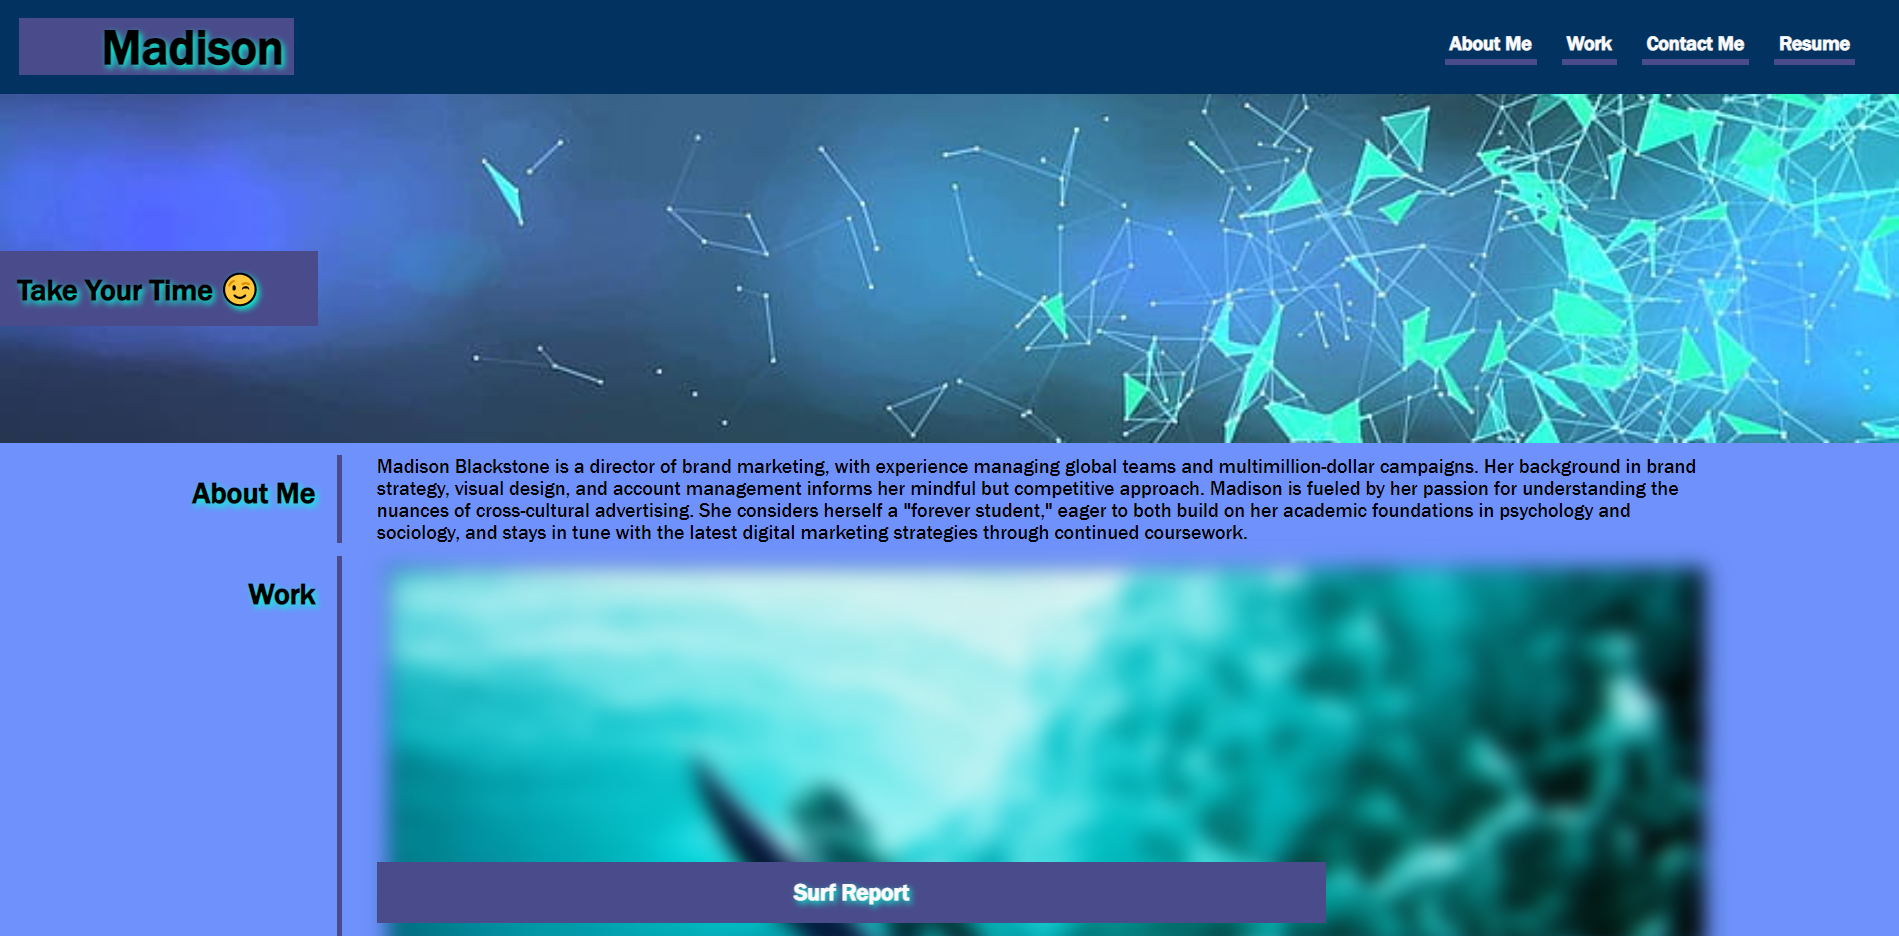 Madison
About Me
Work
Contact Me
Resume
Take Your Time 😉
About Me
Madison Blackstone is a director of brand marketing, with experience managing global teams and multimillion-dollar campaigns. Her background in brand
strategy, visual design, and account management informs her mindful but competitive approach. Madison is fueled by her passion for understanding the
nuances of cross-cultural advertising. She considers herself a "forever student," eager to both build on her academic foundations in psychology and
sociology, and stays in tune with the latest digital marketing strategies through continued coursework.
Work
Surf Report